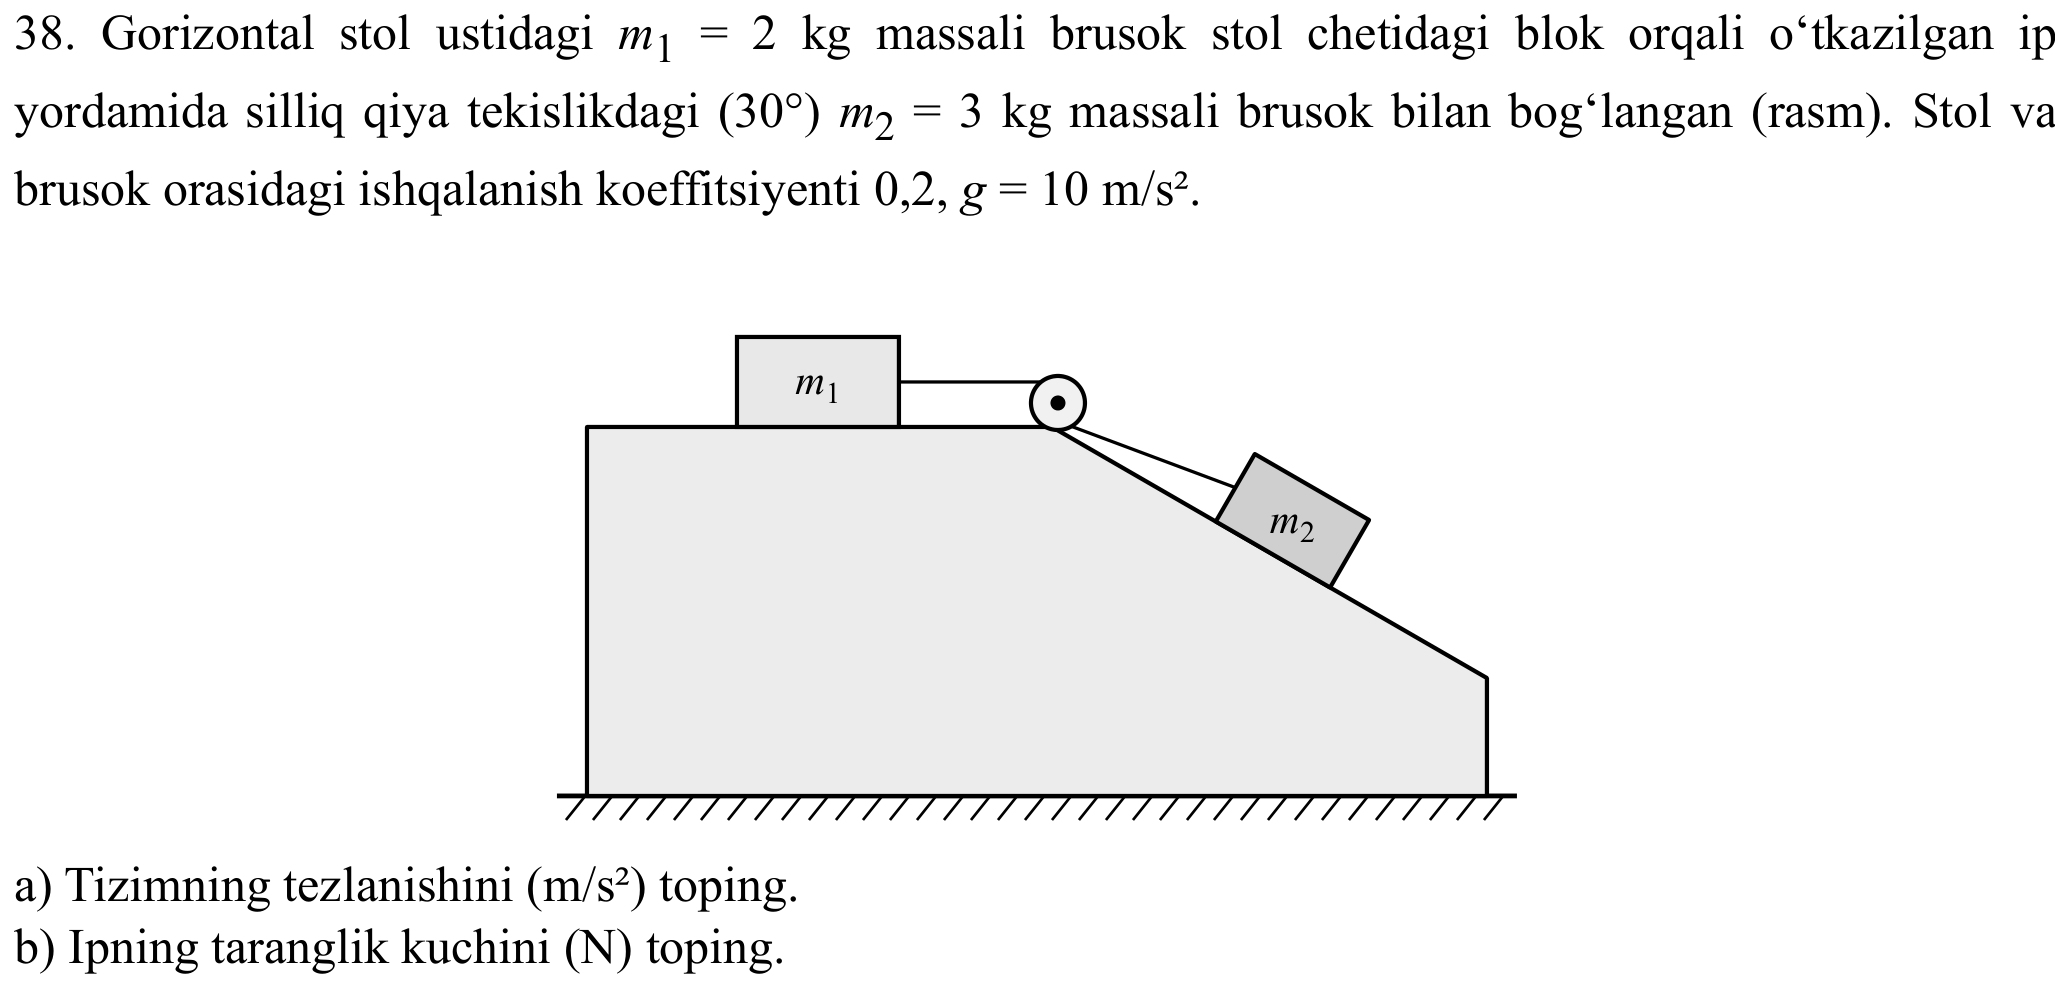 38. Gorizontal stol ustidagi m₁ = 2 kg massali brusok stol chetidagi blok orqali o‘tkazilgan ip
yordamida silliq qiya tekislikdagi (30°) m₂ = 3 kg massali brusok bilan bog‘langan (rasm). Stol va
brusok orasidagi ishqalanish koeffitsiyenti 0,2, g = 10 m/s².
m₁
m₂
a) Tizimning tezlanishini (m/s²) toping.
b) Ipning taranglik kuchini (N) toping.